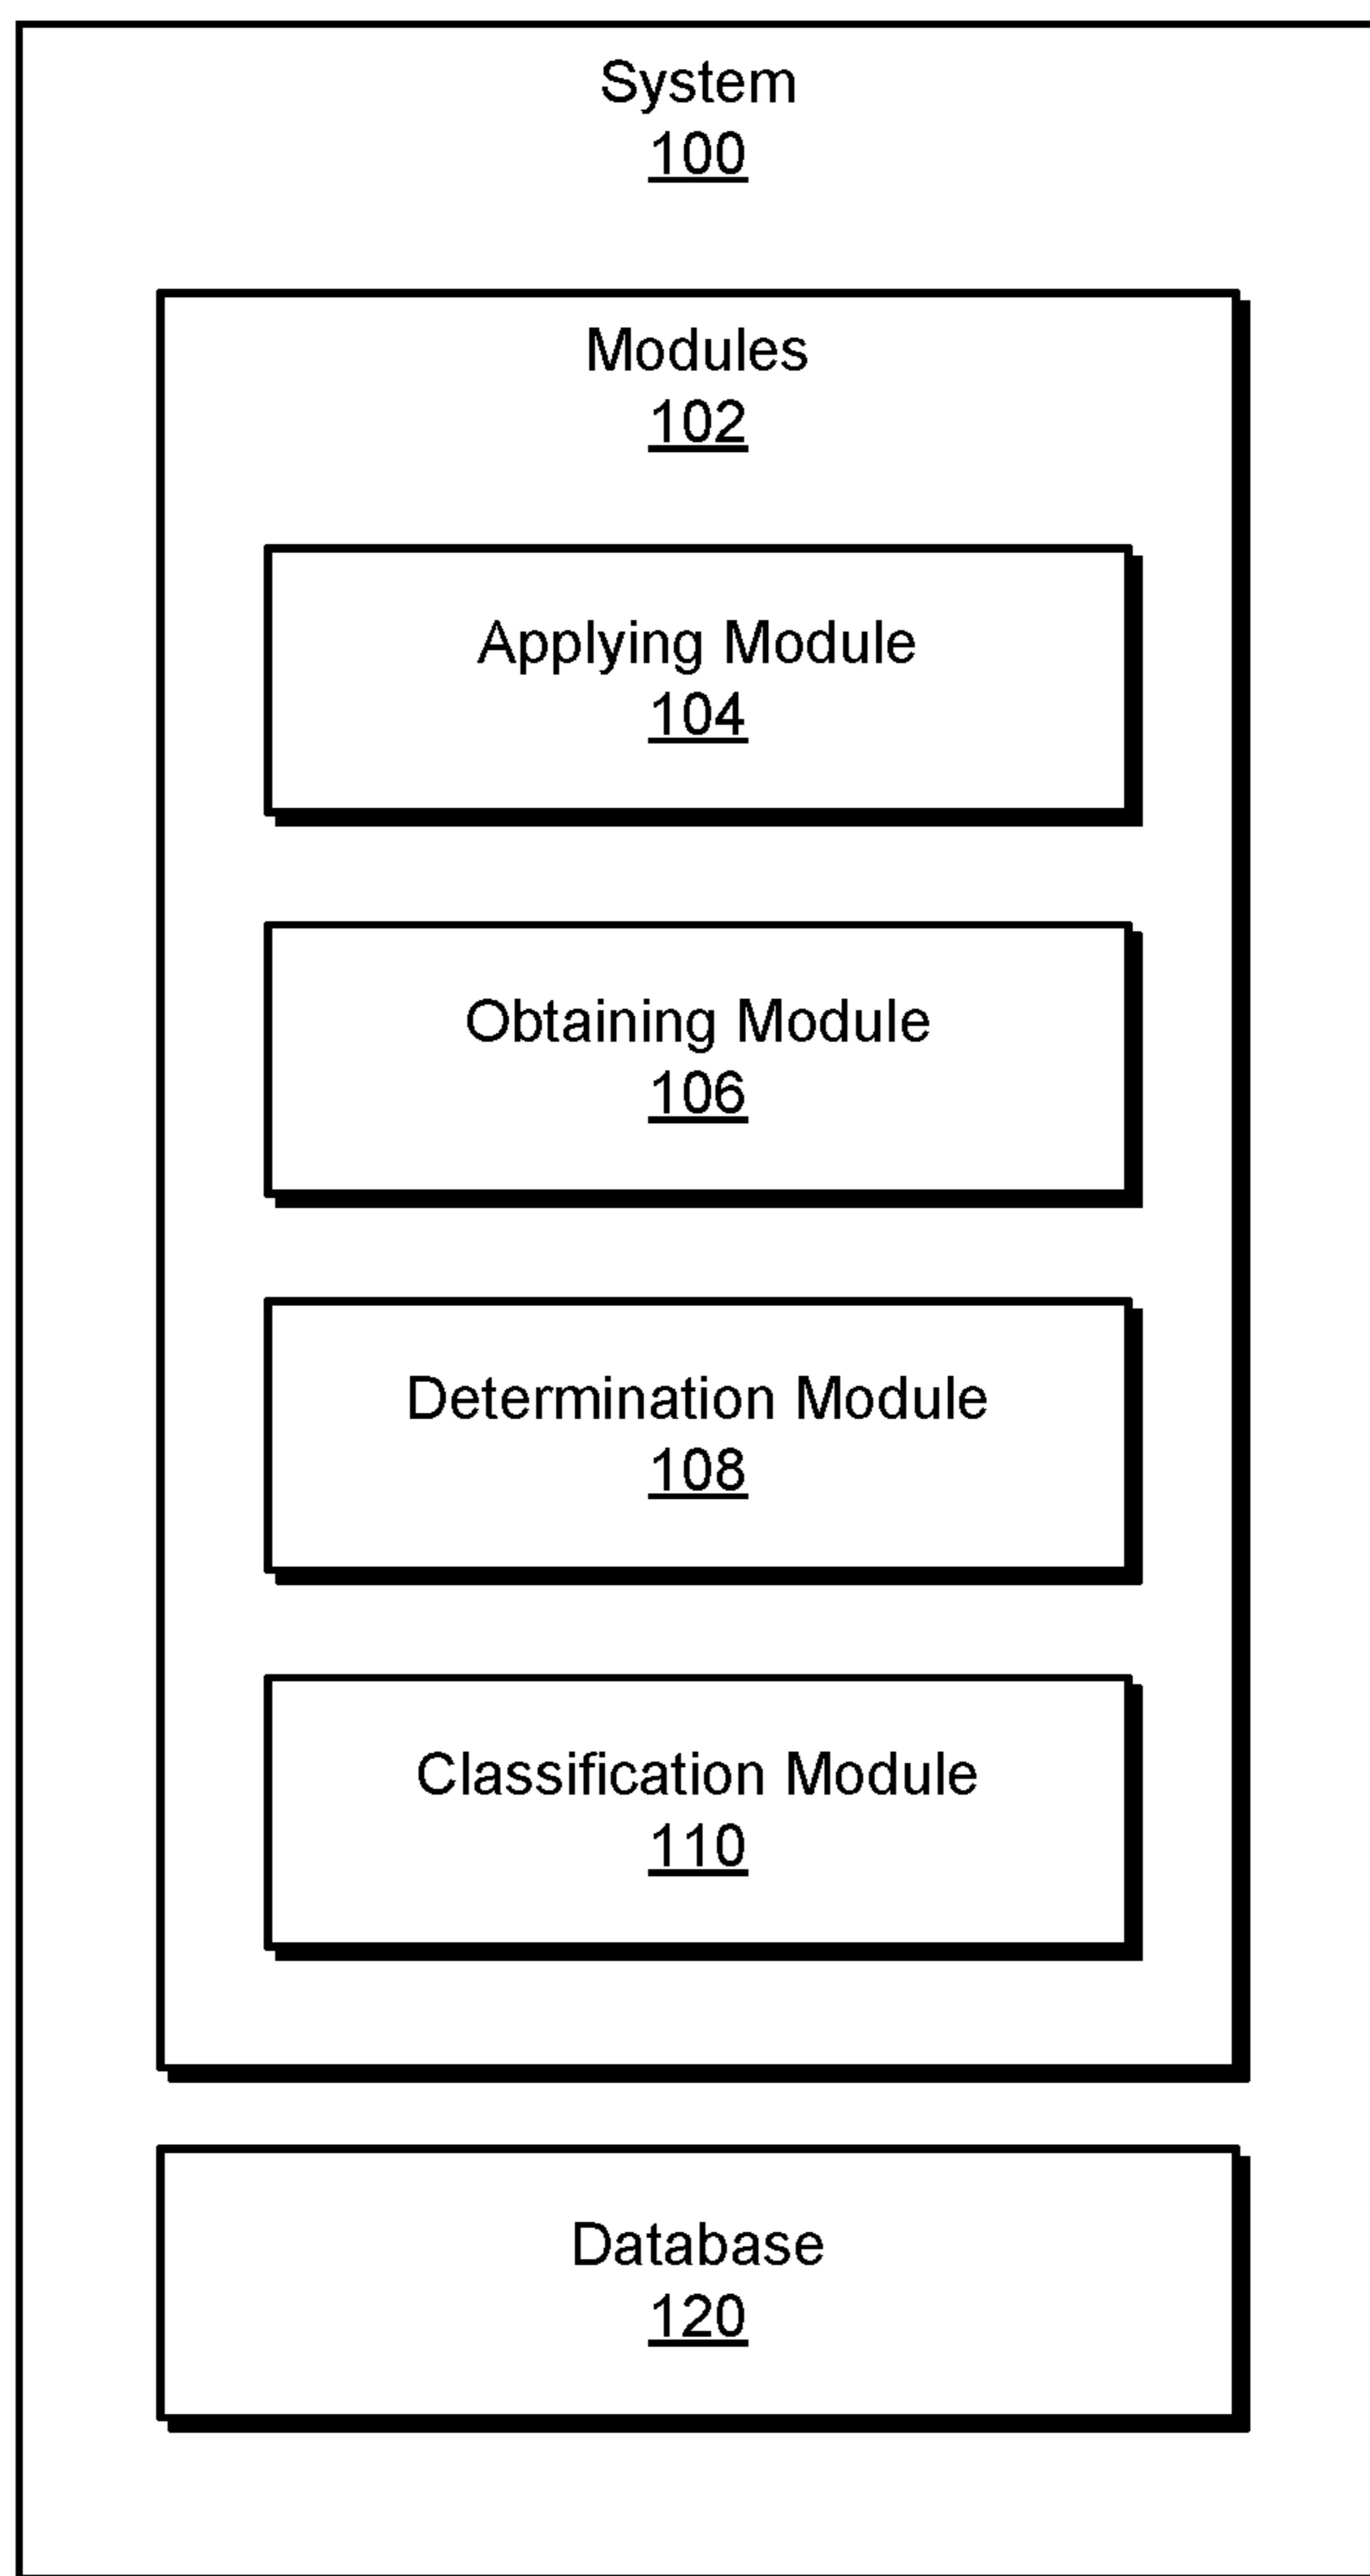 System
100
Modules
102
Applying Module
104
Obtaining Module
106
Determination Module
108
Classification Module
110
Database
120